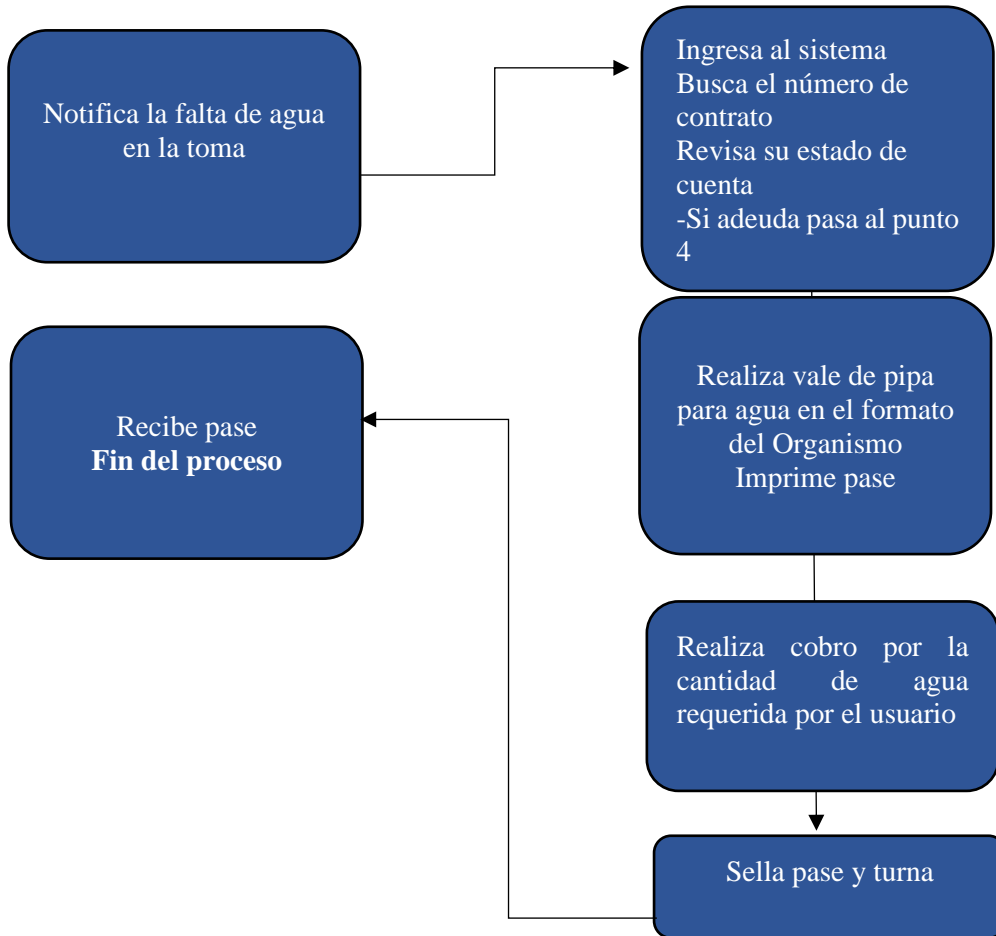 Notifica la falta de agua
en la toma
Ingresa al sistema
Busca el número de
contrato
Revisa su estado de
cuenta
-Si adeuda pasa al punto
4
Realiza vale de pipa
para agua en el formato
del Organismo
Imprime pase
Realiza cobro por la
cantidad de agua
requerida por el usuario
Sella pase y turna
Recibe pase
Fin del proceso